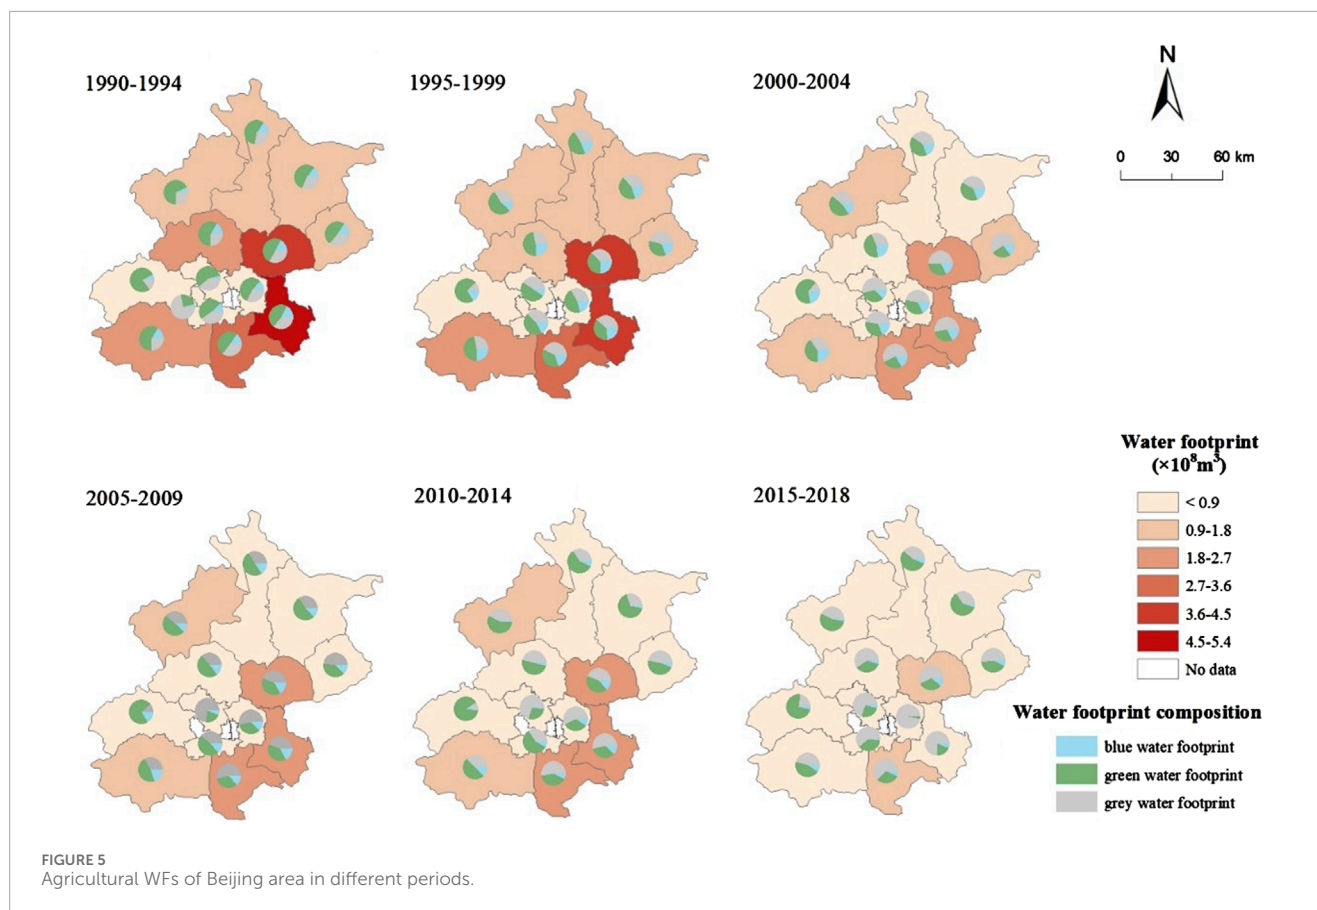 1990-1994
1995-1999
2000-2004
N
0 30 60 km
Water footprint
(×10⁸m³)
< 0.9
0.9-1.8
1.8-2.7
2.7-3.6
3.6-4.5
4.5-5.4
No data
2005-2009
2010-2014
2015-2018
Water footprint composition
blue water footprint
green water footprint
grey water footprint
FIGURE 5
Agricultural WFs of Beijing area in different periods.